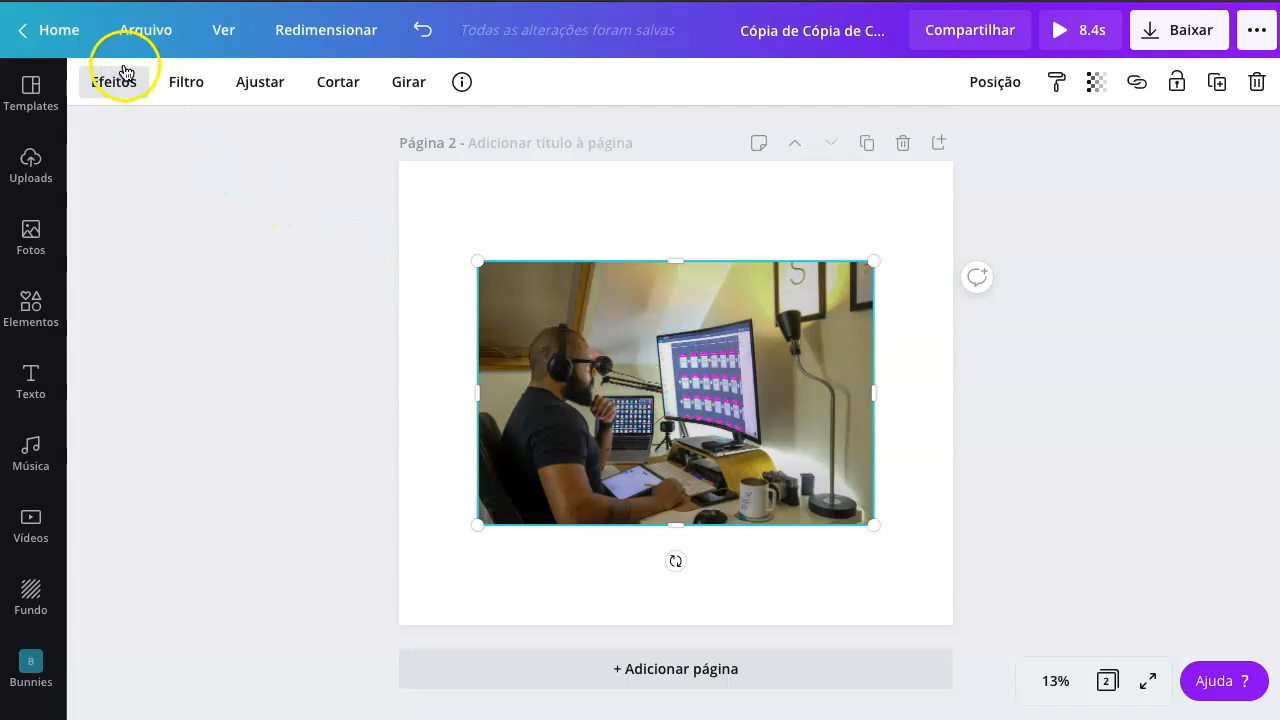 Home
Arquivo
Ver
Redimensionar
Todas as alterações foram salvas
Cópia de Cópia de C...
Compartilhar
8.4s
Baixar
Efeitos
Filtro
Ajustar
Cortar
Girar
Posição
Templates
Uploads
Fotos
Elementos
Texto
Música
Vídeos
Fundo
B
Bunnies
Página 2 - Adicionar título à página
+ Adicionar página
13%
2
Ajuda ?